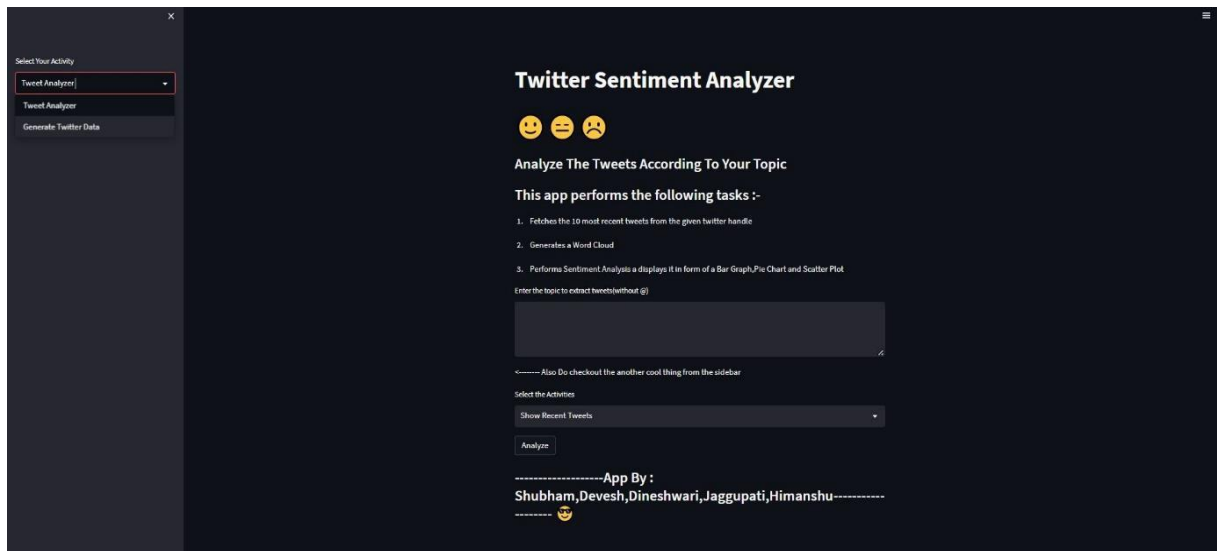 Select Your Activity
Tweet Analyzer
Tweet Analyzer
Generate Twitter Data
Twitter Sentiment Analyzer
Analyze The Tweets According To Your Topic
This app performs the following tasks :-
1. Fetches the 10 most recent tweets from the given twitter handle
2. Generates a Word Cloud
3. Performs Sentiment Analysis a displays it in form of a Bar Graph,Pie Chart and Scatter Plot
Enter the topic to extract tweets(without @)
<-------- Also Do checkout the another cool thing from the sidebar
Select the Activities
Show Recent Tweets
Analyze
------------------App By :
Shubham,Devesh,Dineshwari,Jaggupati,Himanshu-----------
--------